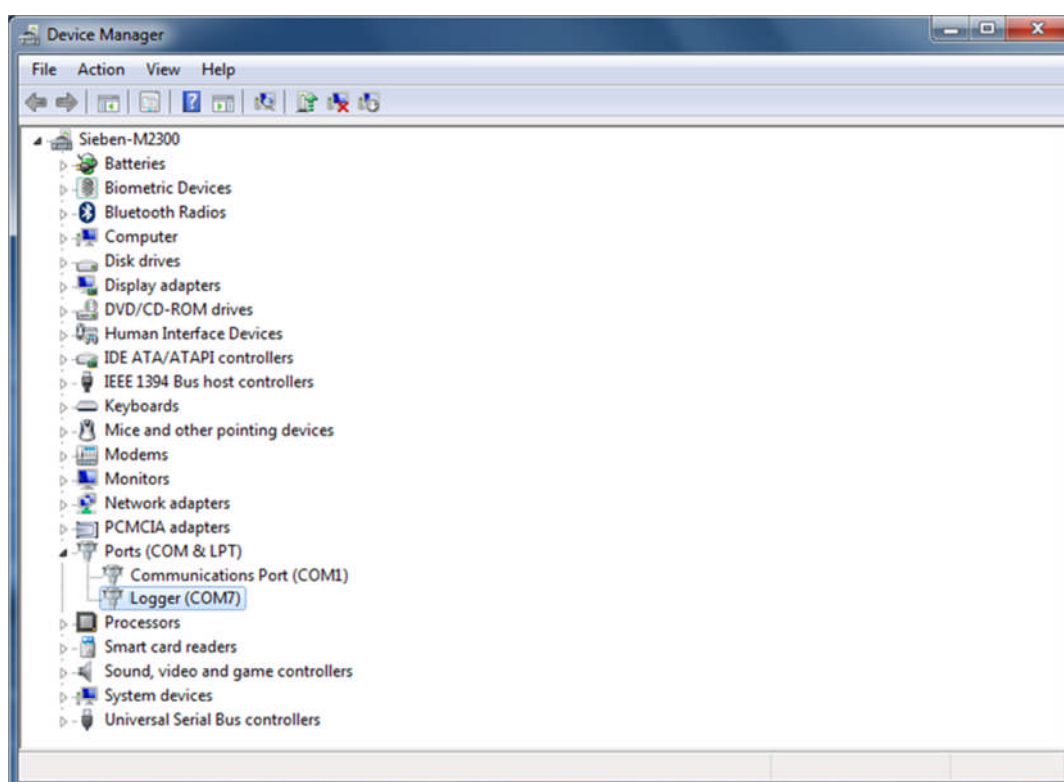 Device Manager
File Action View Help
Sieben-M2300
Batteries
Biometric Devices
Bluetooth Radios
Computer
Disk drives
Display adapters
DVD/CD-ROM drives
Human Interface Devices
IDE ATA/ATAPI controllers
IEEE 1394 Bus host controllers
Keyboards
Mice and other pointing devices
Modems
Monitors
Network adapters
PCMCIA adapters
Ports (COM & LPT)
Communications Port (COM1)
Logger (COM7)
Processors
Smart card readers
Sound, video and game controllers
System devices
Universal Serial Bus controllers